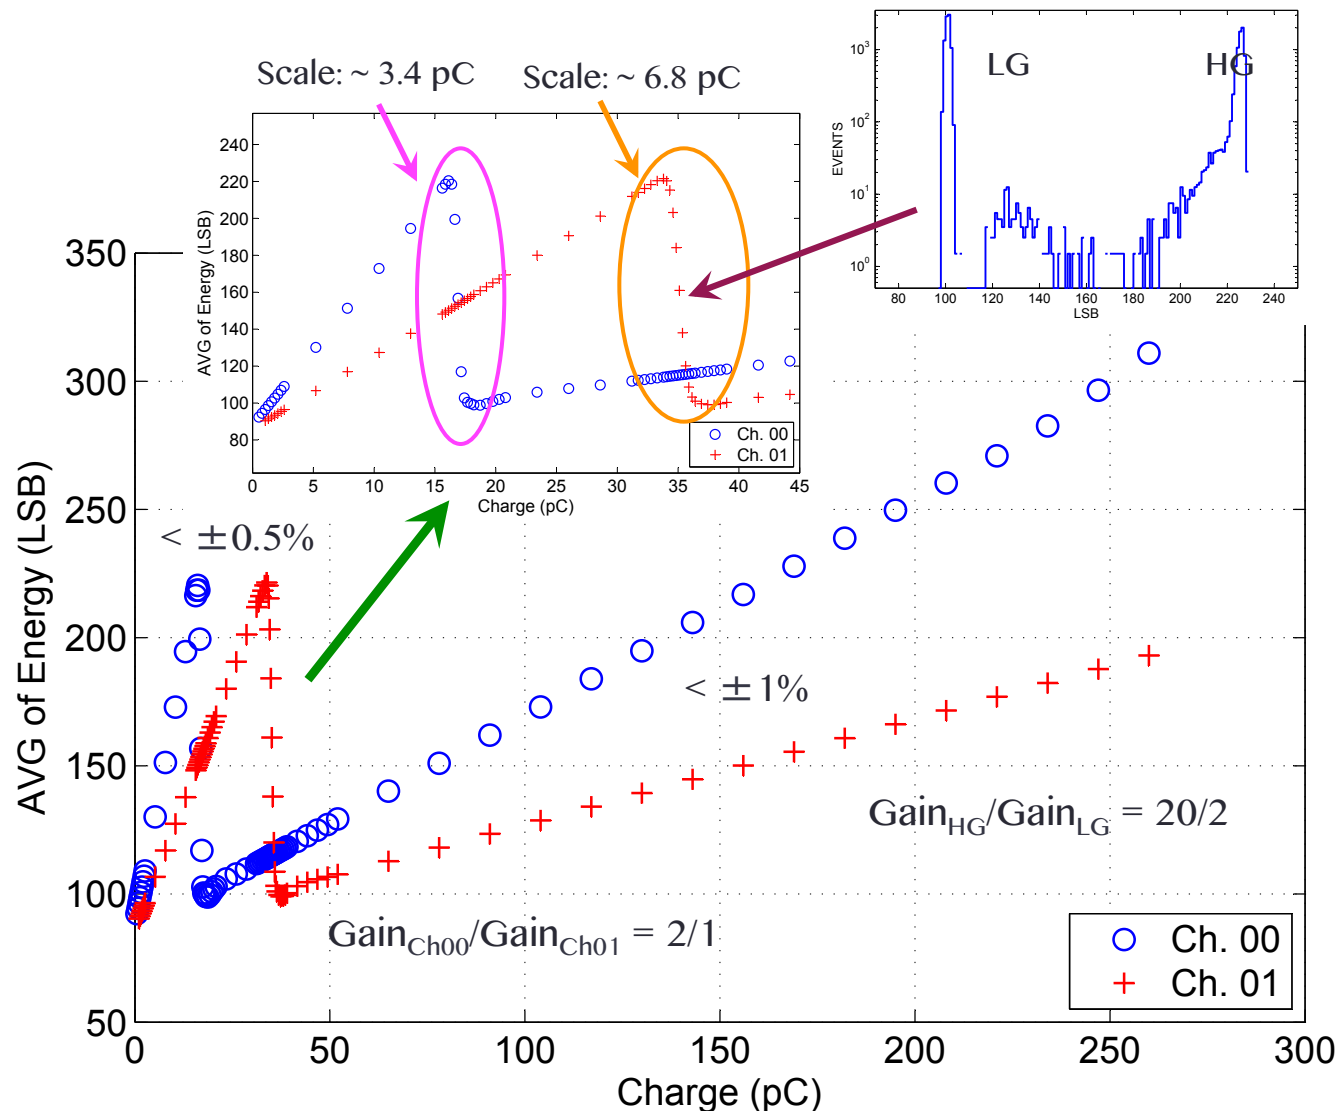 Scale: ~ 3.4 pC
Scale: ~ 6.8 pC
AVG of Energy (LSB)
240
220
200
180
160
140
120
100
80
0 5 10 15 20 25 30 35 40 45
Charge (pC)
Ch. 00
Ch. 01
LG
HG
EVENTS
10³
10²
10¹
10⁰
80 100 120 140 160 180 200 220 240
LSB
AVG of Energy (LSB)
350
300
250
200
150
100
50
< ±0.5%
< ±1%
Gain_HG/Gain_LG = 20/2
Gain_Ch00/Gain_Ch01 = 2/1
Ch. 00
Ch. 01
0 50 100 150 200 250 300
Charge (pC)